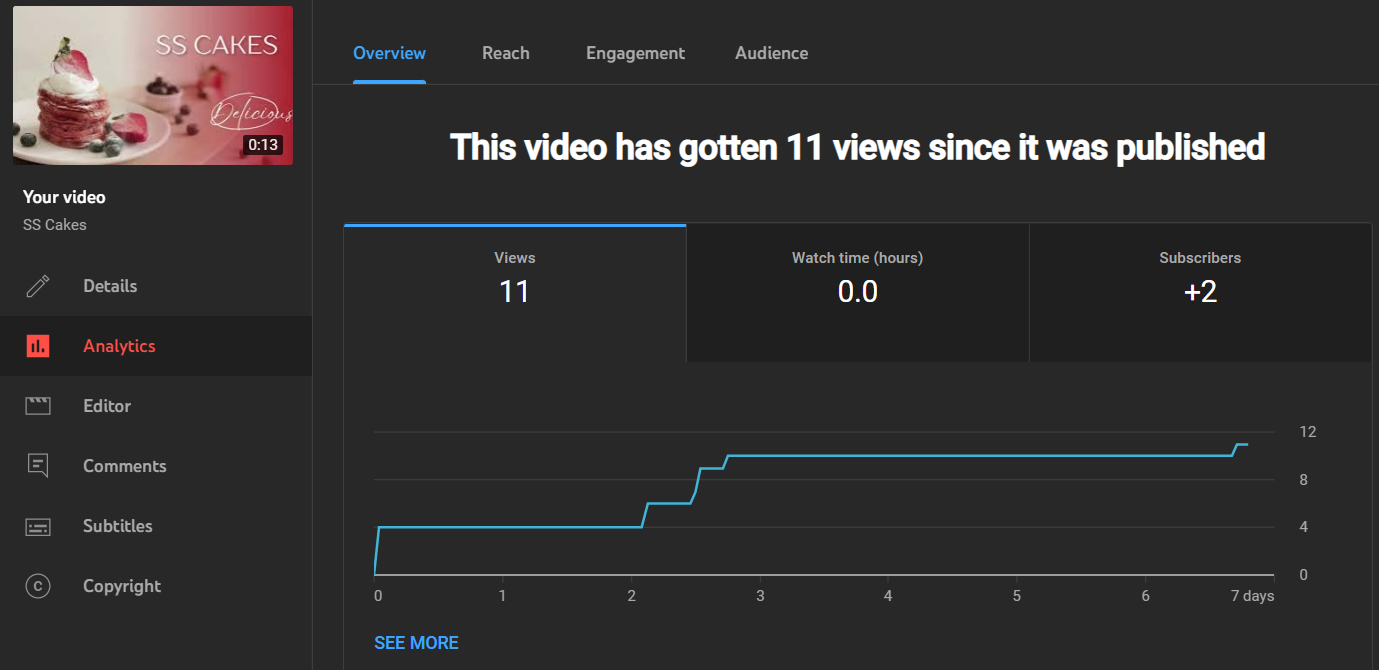 SS CAKES
Delicious
0:13
Your video
SS Cakes
Details
Analytics
Editor
Comments
Subtitles
Copyright
Overview Reach Engagement Audience
This video has gotten 11 views since it was published
Views Watch time (hours) Subscribers
11 0.0 +2
12
8
4
0
0 1 2 3 4 5 6 7 days
SEE MORE